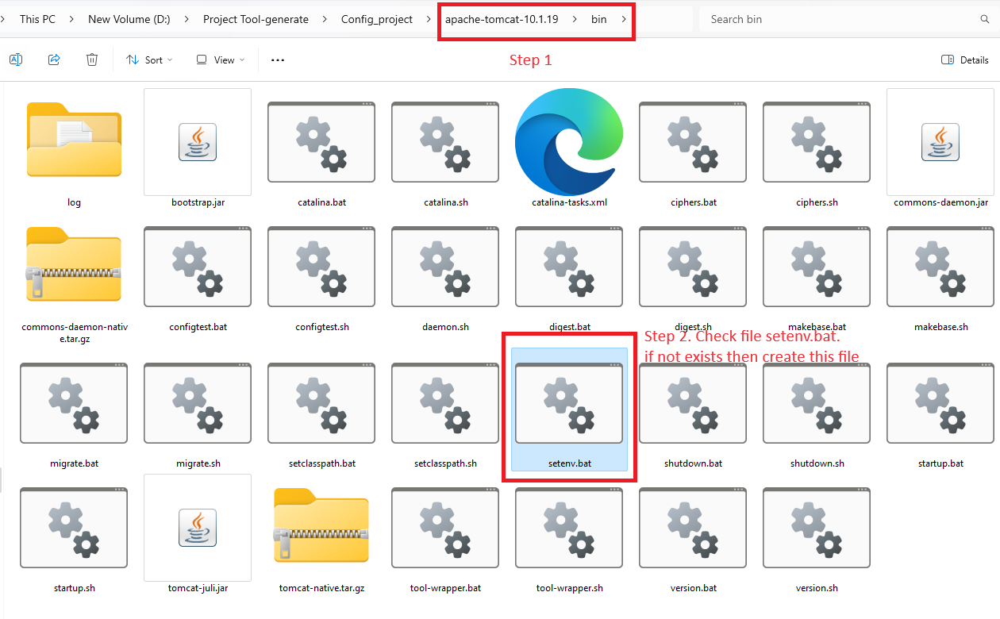 This PC > New Volume (D:) > Project Tool-generate > Config_project > apache-tomcat-10.1.19 > bin >
Search bin
Sort
View
Step 1
Details
log
bootstrap.jar
catalina.bat
catalina.sh
catalina-tasks.xml
ciphers.bat
ciphers.sh
commons-daemon.jar
commons-daemon-nativ
e.tar.gz
configtest.bat
configtest.sh
daemon.sh
digest.bat
digest.sh
makebase.bat
makebase.sh
Step 2. Check file setenv.bat.
if not exists then create this file
migrate.bat
migrate.sh
setclasspath.bat
setclasspath.sh
setenv.bat
shutdown.bat
shutdown.sh
startup.bat
startup.sh
tomcat-juli.jar
tomcat-native.tar.gz
tool-wrapper.bat
tool-wrapper.sh
version.bat
version.sh